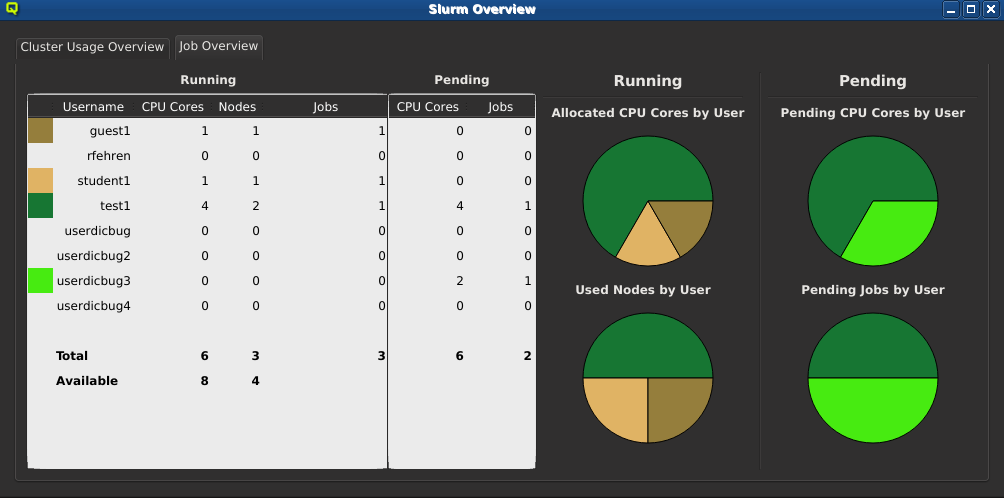 Slurm Overview
Cluster Usage Overview Job Overview
Running Pending
Username CPU Cores Nodes Jobs CPU Cores Jobs
guest1 1 1 1 0 0
rfehren 0 0 0 0 0
student1 1 1 1 0 0
test1 4 2 1 4 1
userdicbug 0 0 0 0 0
userdicbug2 0 0 0 0 0
userdicbug3 0 0 0 2 1
userdicbug4 0 0 0 0 0
Total 6 3 3 6 2
Available 8 4
Running
Allocated CPU Cores by User
Used Nodes by User
Pending
Pending CPU Cores by User
Pending Jobs by User